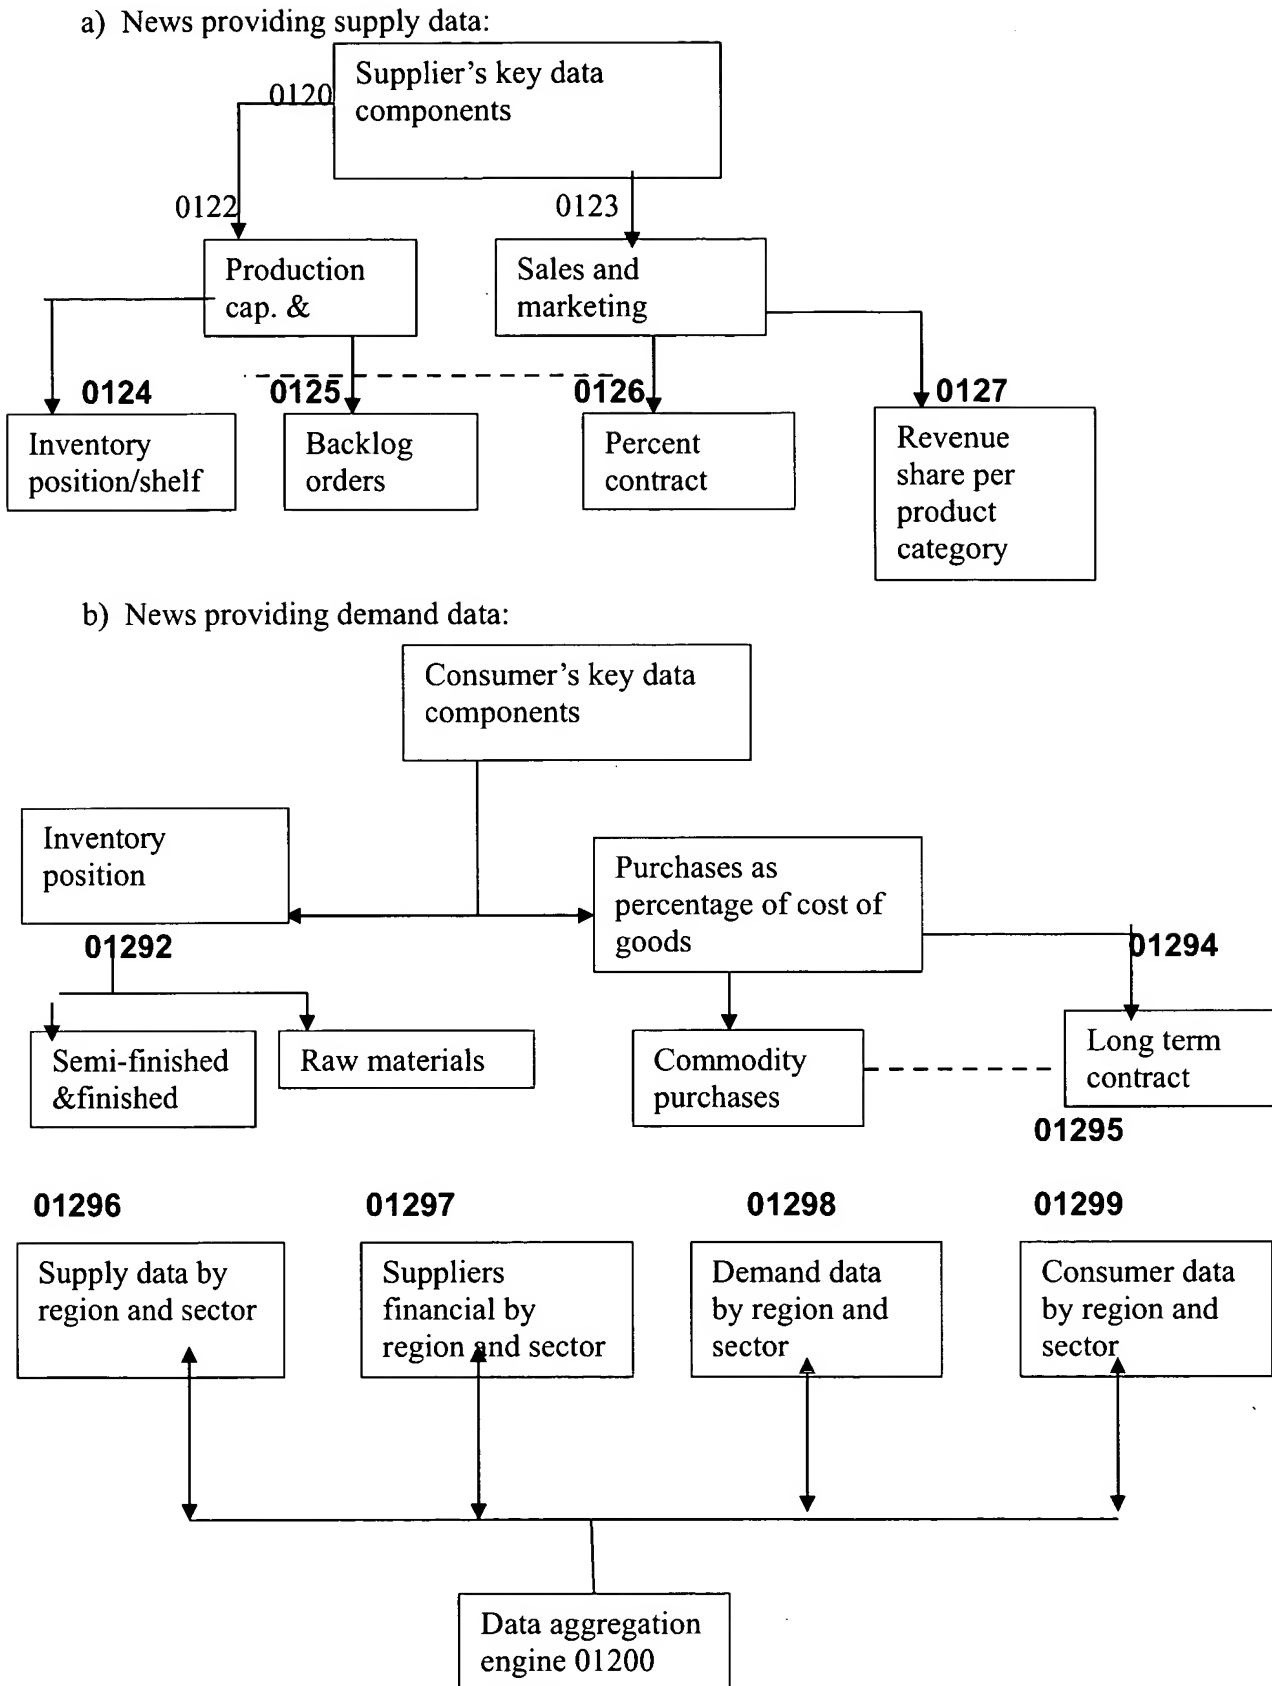 a) News providing supply data:
Supplier's key data
components
0120
0122
0123
Production
cap. &
Sales and
marketing
0124
0125
0126
0127
Inventory
position/shelf
Backlog
orders
Percent
contract
Revenue
share per
product
category
b) News providing demand data:
Consumer's key data
components
Inventory
position
Purchases as
percentage of cost of
goods
01292
01294
Semi-finished
&finished
Raw materials
Commodity
purchases
Long term
contract
01295
01296
01297
01298
01299
Supply data by
region and sector
Suppliers
financial by
region and sector
Demand data
by region and
sector
Consumer data
by region and
sector
Data aggregation
engine 01200